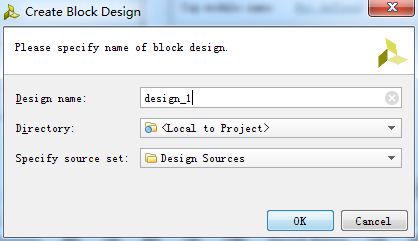 Create Block Design
Please specify name of block design.
Design name: design_1
Directory: <Local to Project>
Specify source set: Design Sources
OK Cancel